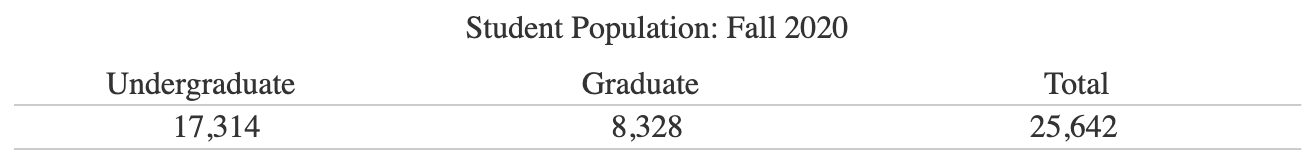 Student Population: Fall 2020
Undergraduate Graduate Total
17,314 8,328 25,642